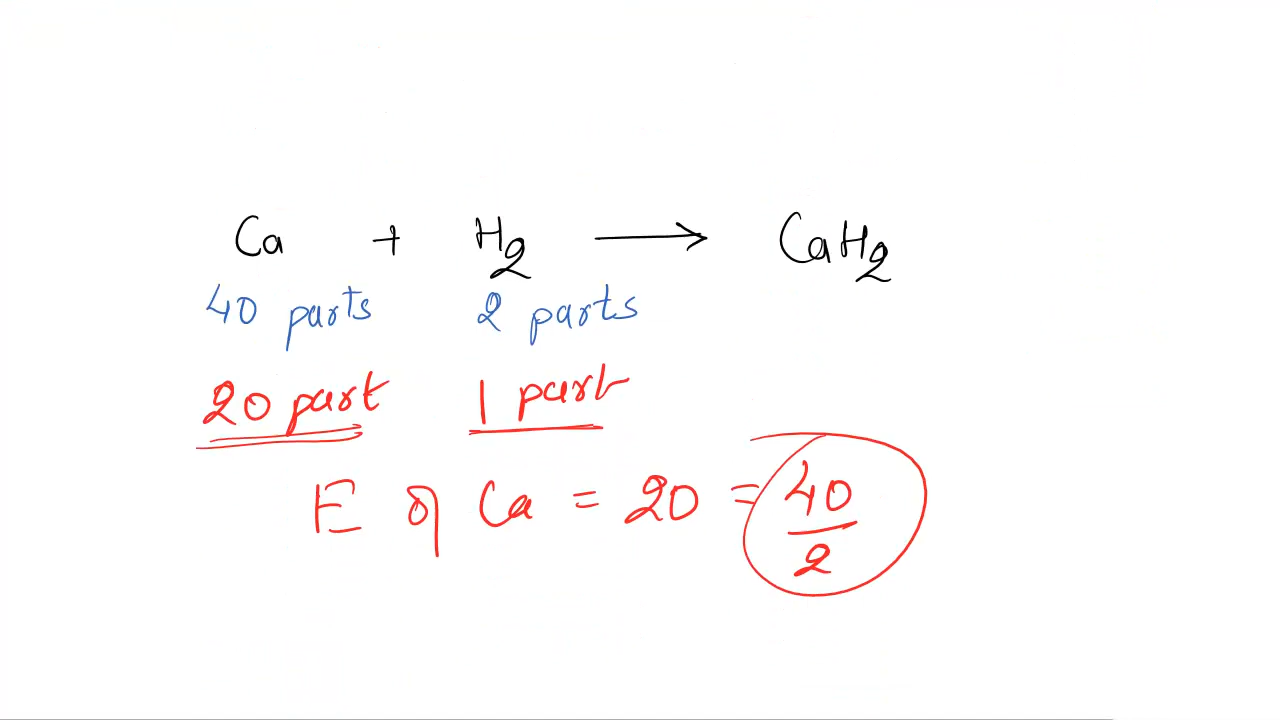 Ca + H2 → CaH2
40 parts 2 parts
20 part 1 part
E of Ca = 20 = 40/2